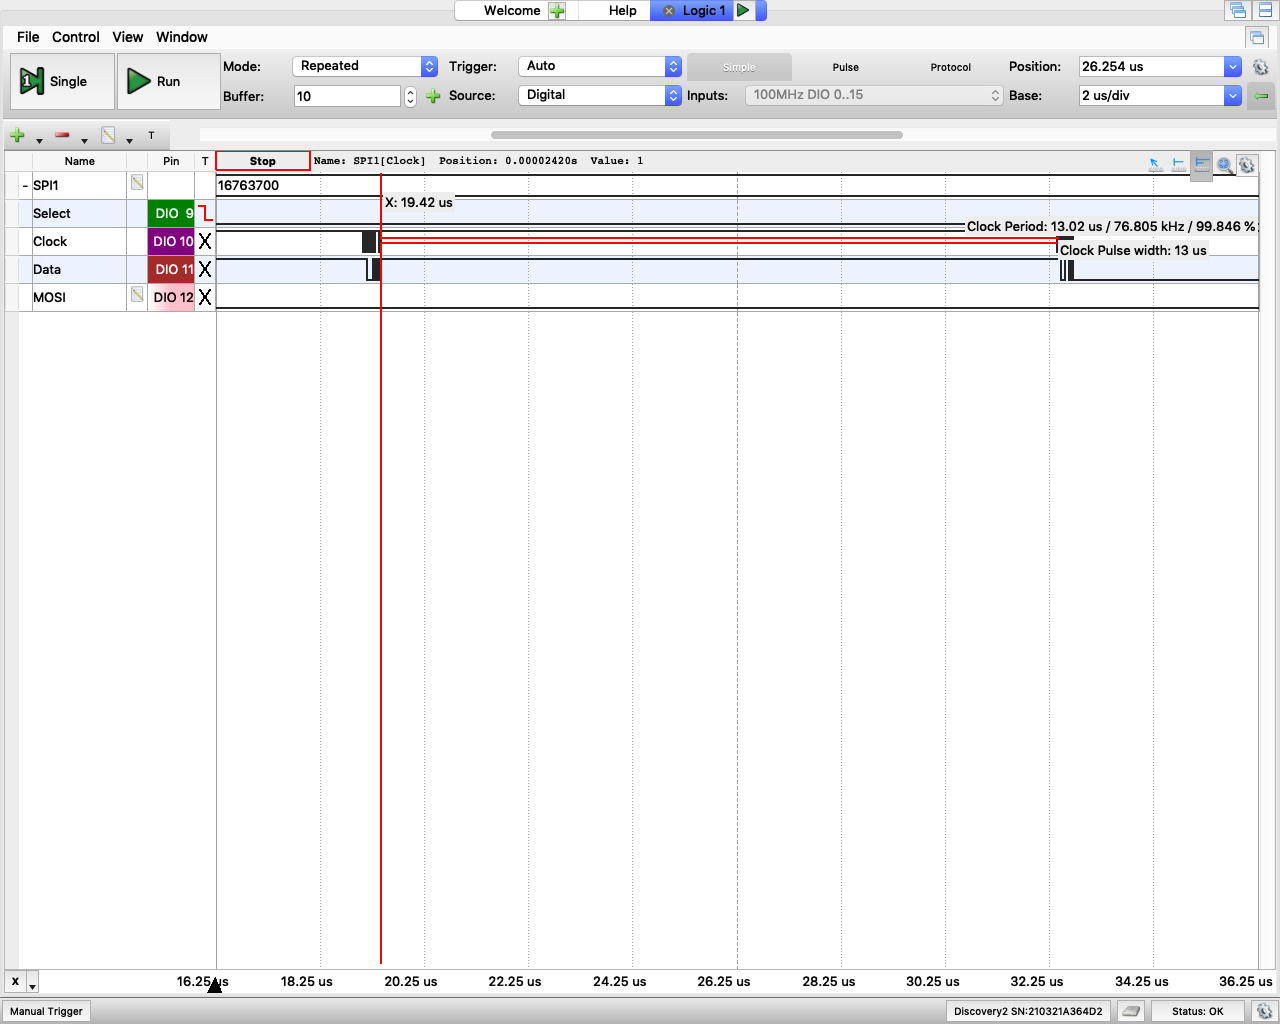 Welcome Help Logic 1
File Control View Window
Single Run Mode: Repeated Trigger: Auto Simple Pulse Protocol Position: 26.254 us
Buffer: 10 Source: Digital Inputs: 100MHz DIO 0..15 Base: 2 us/div
T
Name Pin T Stop Name: SPI1[Clock] Position: 0.00002420s Value: 1
- SPI1 16763700
X: 19.42 us
Select DIO 9
Clock Period: 13.02 us / 76.805 kHz / 99.846 %
Clock DIO 10 X
Clock Pulse width: 13 us
Data DIO 11 X
MOSI DIO 12 X
X 16.25 us 18.25 us 20.25 us 22.25 us 24.25 us 26.25 us 28.25 us 30.25 us 32.25 us 34.25 us 36.25 us
Manual Trigger Discovery2 SN:210321A364D2 Status: OK